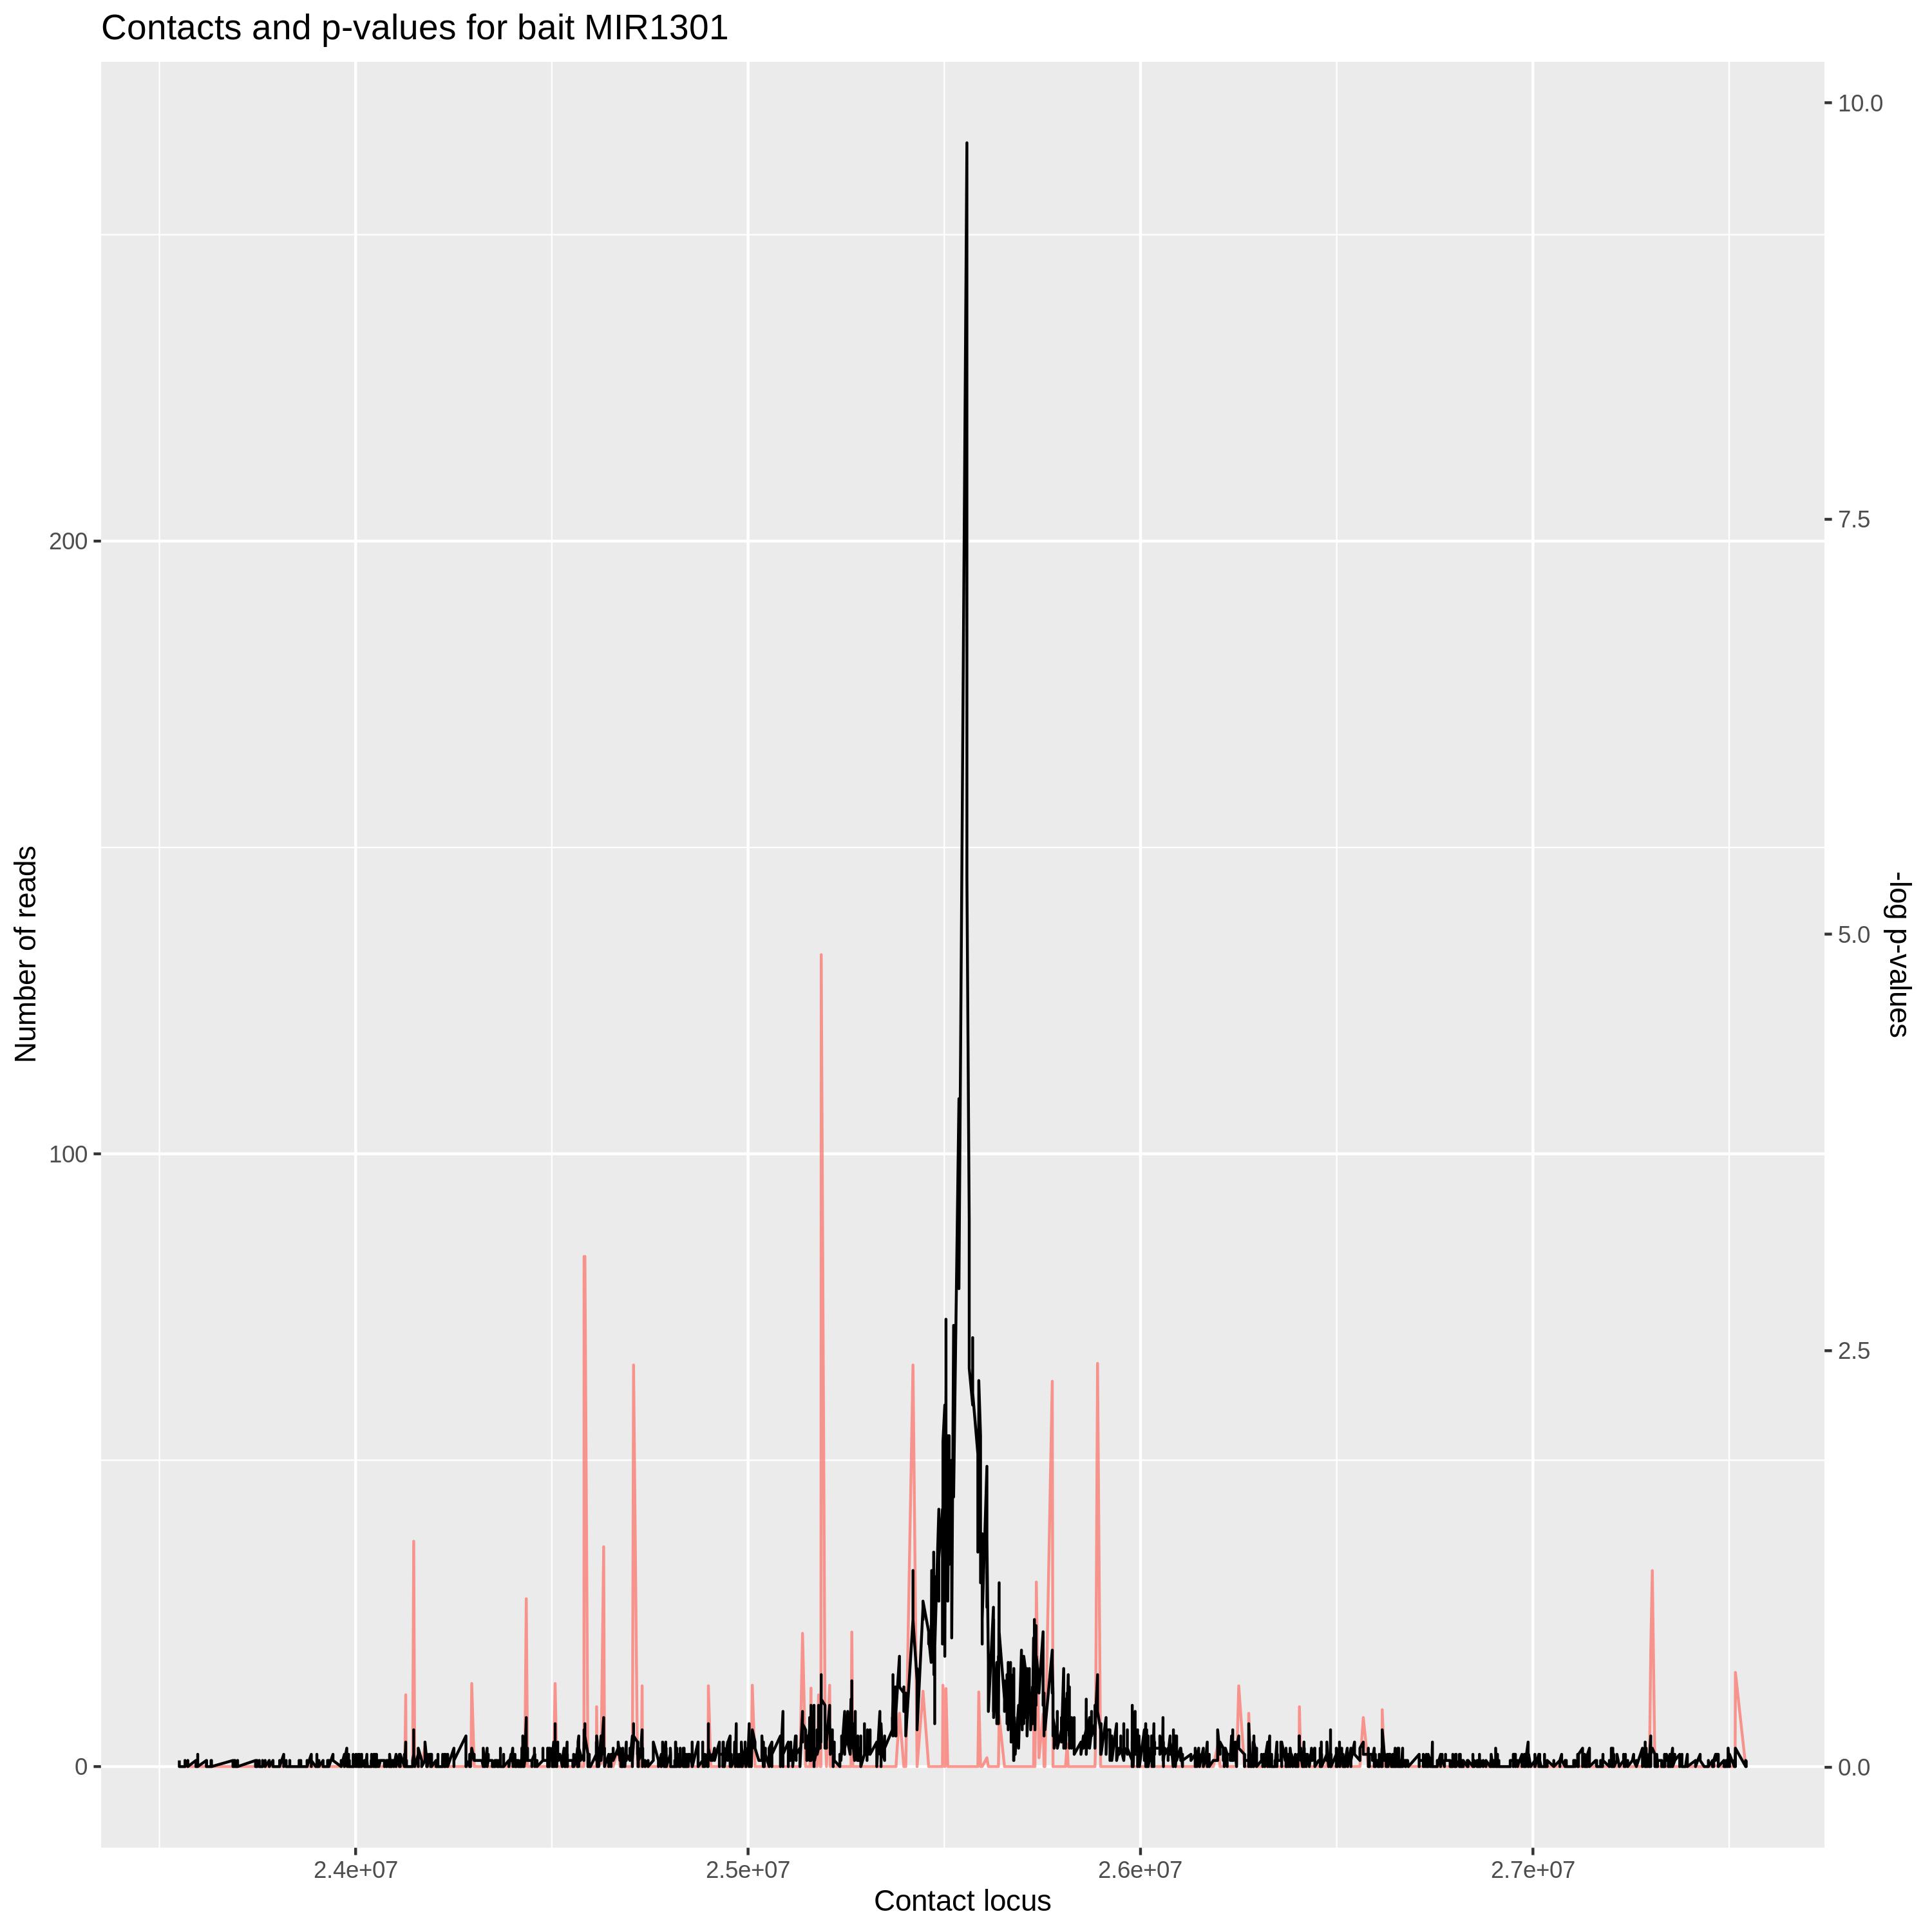 Contacts and p-values for bait MIR1301
Number of reads
200
100
0
10.0
7.5
5.0
2.5
0.0
-log p-values
2.4e+07
2.5e+07
2.6e+07
2.7e+07
Contact locus